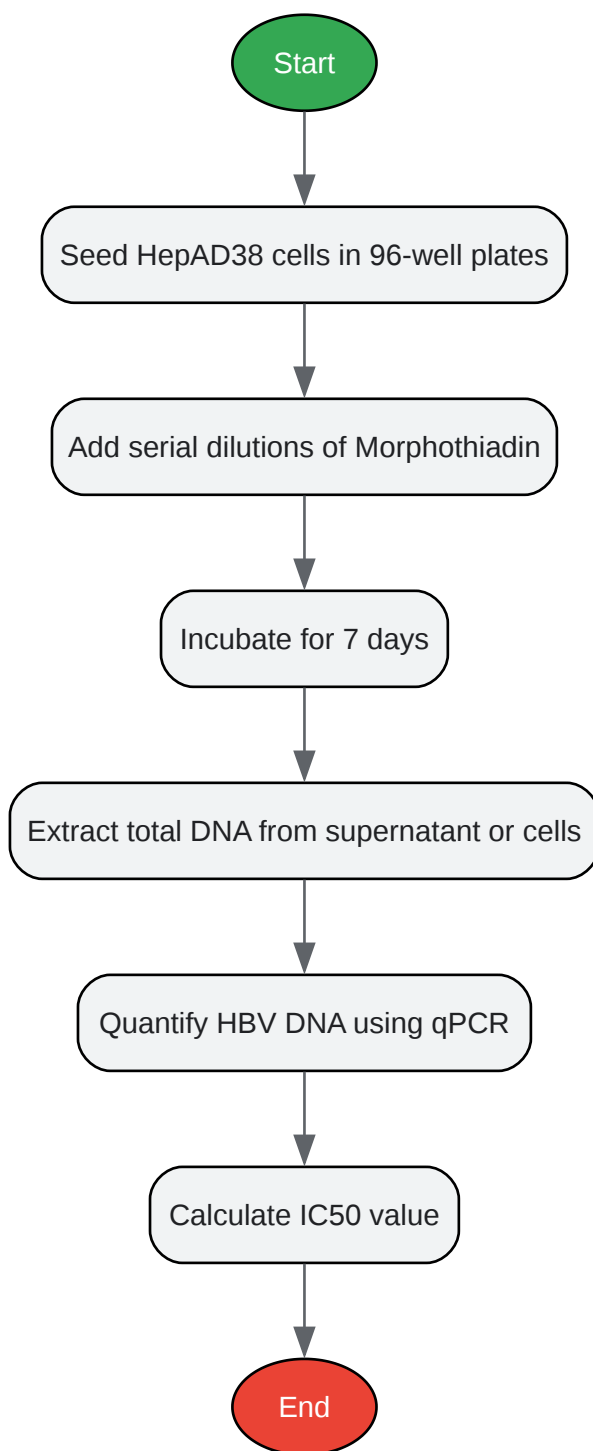 Start
Seed HepAD38 cells in 96-well plates
Add serial dilutions of Morphothiadin
Incubate for 7 days
Extract total DNA from supernatant or cells
Quantify HBV DNA using qPCR
Calculate IC50 value
End